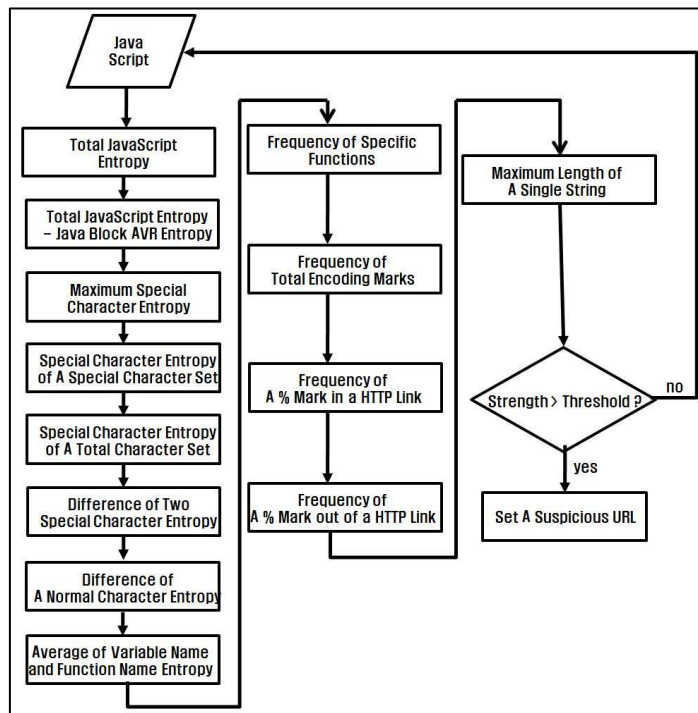 Java
Script
Total JavaScript
Entropy
Total JavaScript Entropy
– Java Block AVR Entropy
Maximum Special
Character Entropy
Special Character Entropy
of A Special Character Set
Special Character Entropy
of A Total Character Set
Difference of Two
Special Character Entropy
Difference of
A Normal Character Entropy
Average of Variable Name
and Function Name Entropy
Frequency of Specific
Functions
Frequency of
Total Encoding Marks
Frequency of
A % Mark in a HTTP Link
Frequency of
A % Mark out of a HTTP Link
Maximum Length of
A Single String
Strength > Threshold ?
no
yes
Set A Suspicious URL